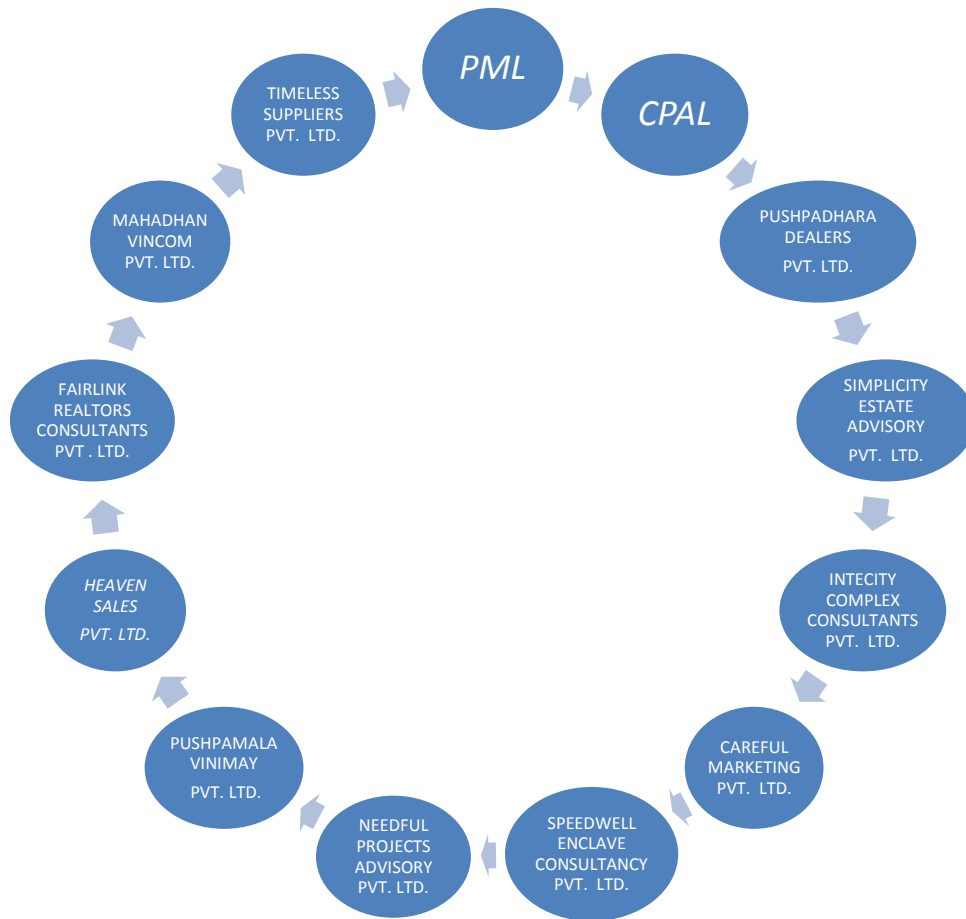 PML
CPAL
PUSHPADHARA
DEALERS
PVT. LTD.
SIMPLICITY
ESTATE
ADVISORY
PVT. LTD.
INTECITY
COMPLEX
CONSULTANTS
PVT. LTD.
CAREFUL
MARKETING
PVT. LTD.
SPEEDWELL
ENCLAVE
CONSULTANCY
PVT. LTD.
NEEDFUL
PROJECTS
ADVISORY
PVT. LTD.
PUSHPAMALA
VINIMAY
PVT. LTD.
HEAVEN
SALES
PVT. LTD.
FAIRLINK
REALTORS
CONSULTANTS
PVT . LTD.
MAHADHAN
VINCOM
PVT. LTD.
TIMELESS
SUPPLIERS
PVT. LTD.